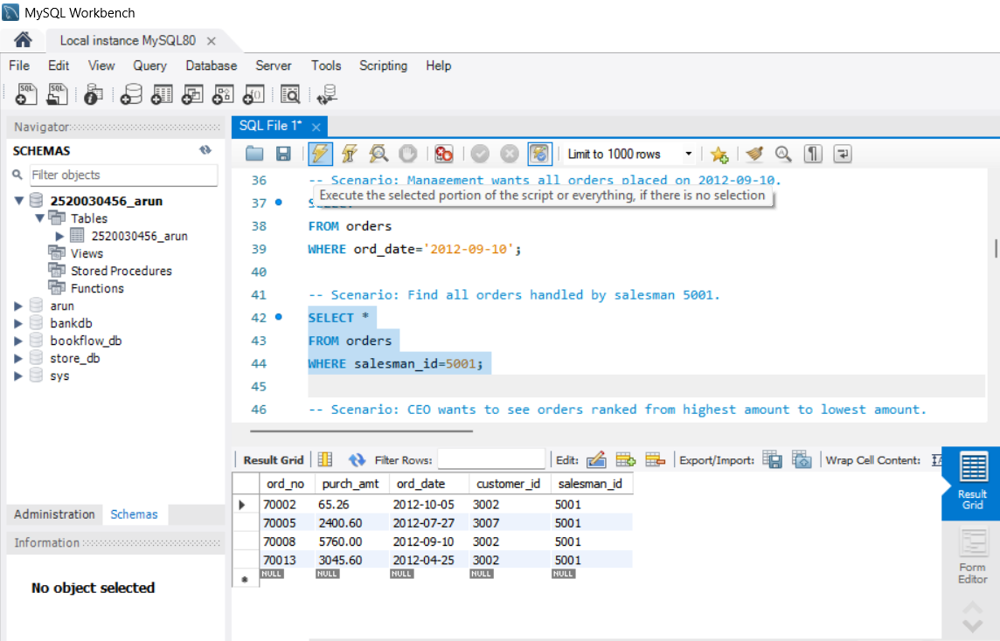 MySQL Workbench
Local instance MySQL80
File Edit View Query Database Server Tools Scripting Help
Navigator
SCHEMAS
Filter objects
2520030456_arun
Tables
2520030456_arun
Views
Stored Procedures
Functions
arun
bankdb
bookflow_db
store_db
sys
Administration Schemas
Information
No object selected
SQL File 1*
Limit to 1000 rows
36 -- Scenario: Management wants all orders placed on 2012-09-10.
Execute the selected portion of the script or everything, if there is no selection
37
38 FROM orders
39 WHERE ord_date='2012-09-10';
40
41 -- Scenario: Find all orders handled by salesman 5001.
42 SELECT *
43 FROM orders
44 WHERE salesman_id=5001;
45
46 -- Scenario: CEO wants to see orders ranked from highest amount to lowest amount.
Result Grid Filter Rows: Edit: Export/Import: Wrap Cell Content:
ord_no purch_amt ord_date customer_id salesman_id
70002 65.26 2012-10-05 3002 5001
70005 2400.60 2012-07-27 3007 5001
70008 5760.00 2012-09-10 3002 5001
70013 3045.60 2012-04-25 3002 5001
NULL NULL NULL NULL NULL
Result
Grid
Form
Editor